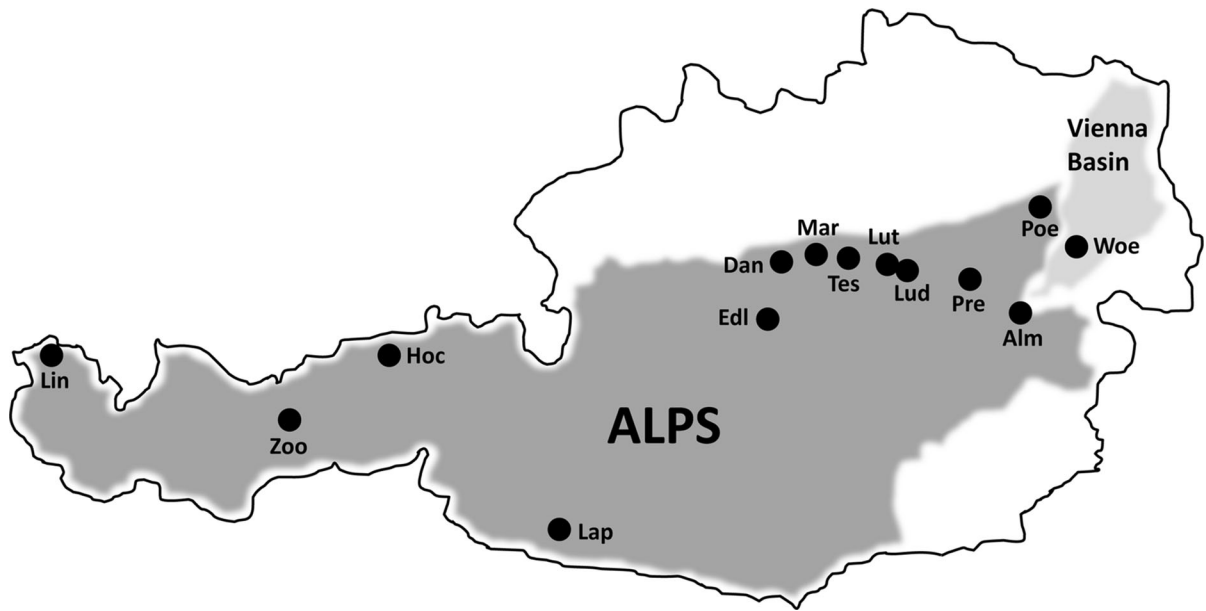 Vienna
Basin
Poe
Woe
Mar
Lut
Dan
Tes
Lud
Pre
Edl
Alm
Hoc
Lin
ALPS
Zoo
Lap